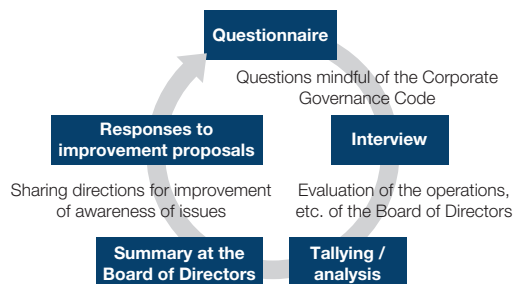 Questionnaire
Questions mindful of the Corporate
Governance Code
Responses to
improvement proposals
Interview
Sharing directions for improvement
of awareness of issues
Evaluation of the operations,
etc. of the Board of Directors
Summary at the
Board of Directors
Tallying /
analysis